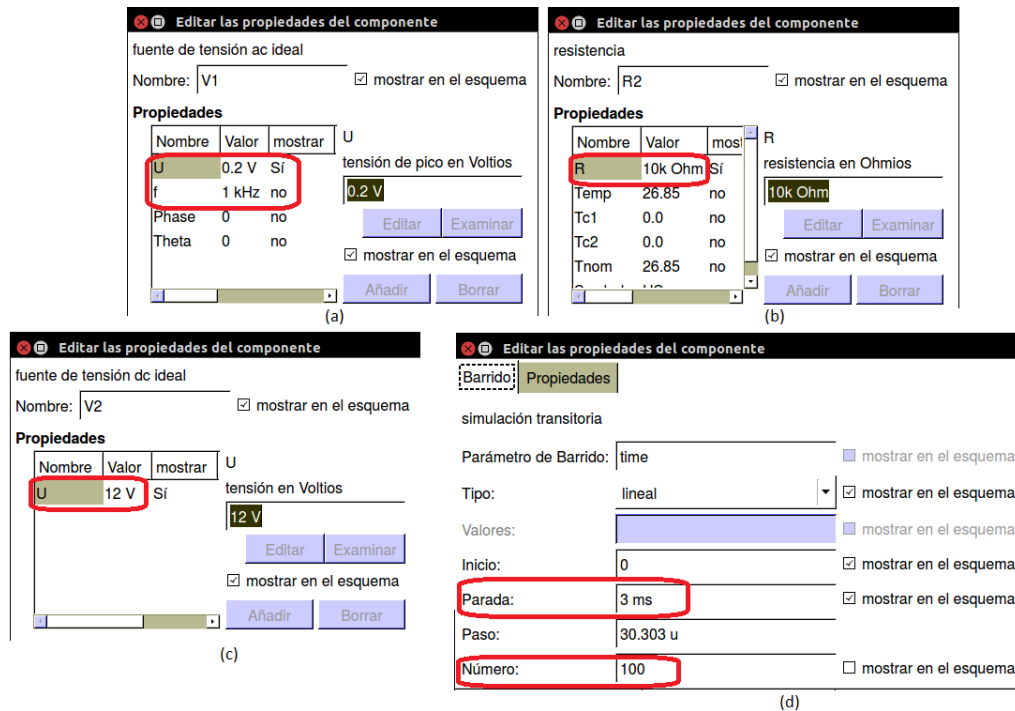 Editar las propiedades del componente
fuente de tensión ac ideal
Nombre: V1 mostrar en el esquema
Propiedades
Nombre Valor mostrar U
U 0.2 V Sí tensión de pico en Voltios
f 1 kHz no 0.2 V
Phase 0 no Editar Examinar
Theta 0 no mostrar en el esquema
Añadir Borrar
(a)
Editar las propiedades del componente
resistencia
Nombre: R2 mostrar en el esquema
Propiedades
Nombre Valor most R
R 10k Ohm Sí resistencia en Ohmios
Temp 26.85 no 10k Ohm
Tc1 0.0 no Editar Examinar
Tc2 0.0 no mostrar en el esquema
Tnom 26.85 no
Añadir Borrar
(b)
Editar las propiedades del componente
fuente de tensión dc ideal
Nombre: V2 mostrar en el esquema
Propiedades
Nombre Valor mostrar U
U 12 V Sí tensión en Voltios
12 V
Editar Examinar
mostrar en el esquema
Añadir Borrar
(c)
Editar las propiedades del componente
Barrido Propiedades
simulación transitoria
Parámetro de Barrido: time mostrar en el esquema
Tipo: lineal mostrar en el esquema
Valores: mostrar en el esquema
Inicio: 0 mostrar en el esquema
Parada: 3 ms mostrar en el esquema
Paso: 30.303 u
Número: 100 mostrar en el esquema
(d)